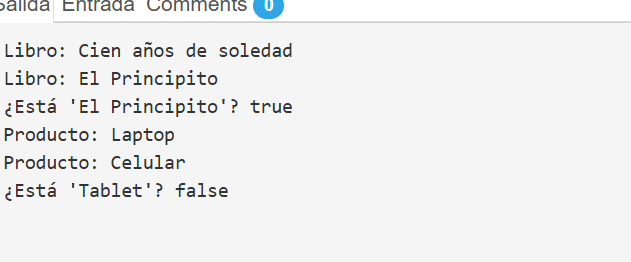 Salida Entrada Comments 0
Libro: Cien años de soledad
Libro: El Principito
¿Está 'El Principito'? true
Producto: Laptop
Producto: Celular
¿Está 'Tablet'? false